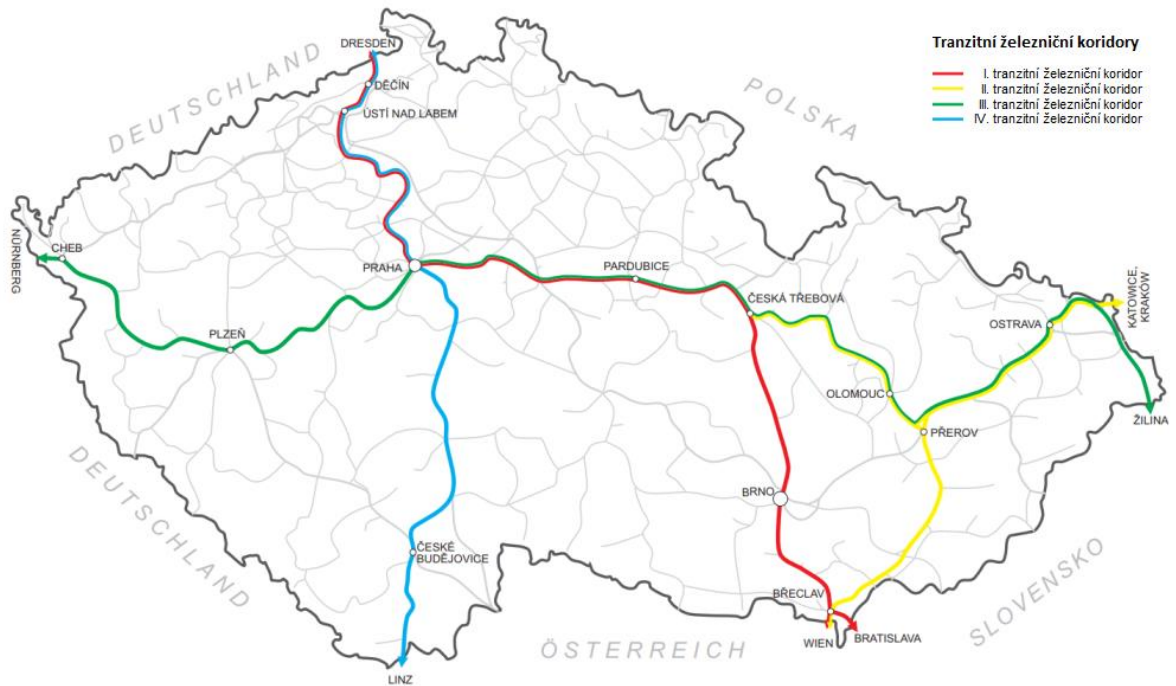 Tranzitní železniční koridory
I. tranzitní železniční koridor
II. tranzitní železniční koridor
III. tranzitní železniční koridor
IV. tranzitní železniční koridor
DEUTSCHLAND
POLSKA
DRESDEN
DĚČÍN
ÚSTÍ NAD LABEM
NÜRNBERG
CHEB
PRAHA
PARDUBICE
ČESKÁ TŘEBOVÁ
KATOWICE,
KRAKÓW
OSTRAVA
PLZEŇ
OLOMOUC
ŽILINA
PŘEROV
DEUTSCHLAND
BRNO
ČESKÉ
BUDĚJOVICE
SLOVENSKO
BŘECLAV
WIEN
BRATISLAVA
ÖSTERREICH
LINZ